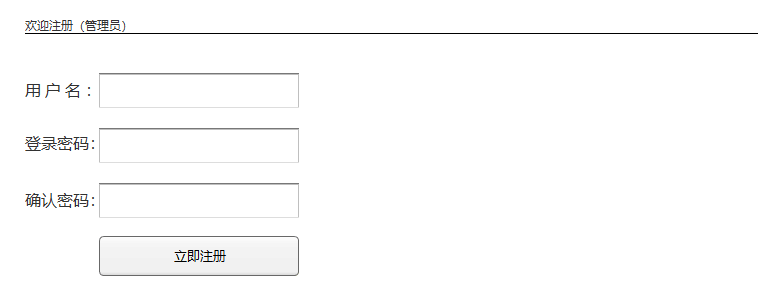 欢迎注册（管理员）
用 户 名 ：
登录密码：
确认密码：
立即注册